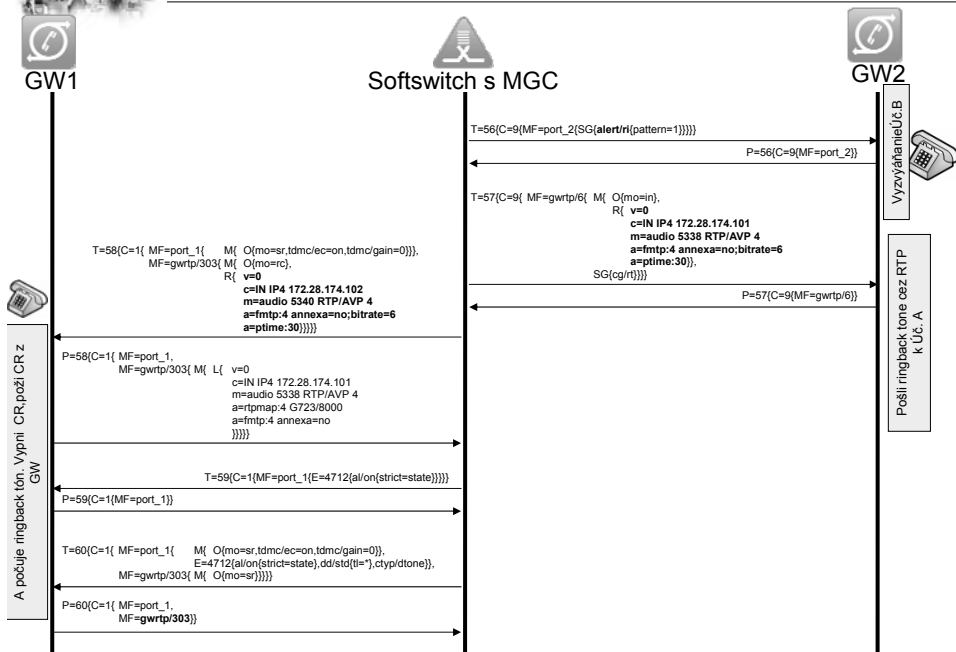 GW1
Softswitch s MGC
GW2
T=56{C=9{MF=port_2{SG{alert/ri{pattern=1}}}}}
VyzvýáňanieÚč.B
P=56{C=9{MF=port_2}}
T=57{C=9{ MF=gwrtp/6{ M{ O{mo=in},
R{ v=0
c=IN IP4 172.28.174.101
m=audio 5338 RTP/AVP 4
a=fmtp:4 annexa=no;bitrate=6
a=ptime:30}},
SG{cg/rt}}}}
Pošli ringback tone cez RTP
k Úč. A
T=58{C=1{ MF=port_1{ M{ O{mo=sr,tdmc/ec=on,tdmc/gain=0}}},
MF=gwrtp/303{ M{ O{mo=rc},
R{ v=0
c=IN IP4 172.28.174.102
m=audio 5340 RTP/AVP 4
a=fmtp:4 annexa=no;bitrate=6
a=ptime:30}}}}}
P=57{C=9{MF=gwrtp/6}}
P=58{C=1{ MF=port_1,
MF=gwrtp/303{ M{ L{ v=0
c=IN IP4 172.28.174.101
m=audio 5338 RTP/AVP 4
a=rtpmap:4 G723/8000
a=fmtp:4 annexa=no
}}}}}
A počuje ringback tón. Vypni CR,poži CR z
GW
T=59{C=1{MF=port_1{E=4712{al/on{strict=state}}}}}
P=59{C=1{MF=port_1}}
T=60{C=1{ MF=port_1{ M{ O{mo=sr,tdmc/ec=on,tdmc/gain=0}},
E=4712{al/on{strict=state},dd/std{tl=*},ctyp/dtone}},
MF=gwrtp/303{ M{ O{mo=sr}}}}}
P=60{C=1{ MF=port_1,
MF=gwrtp/303}}